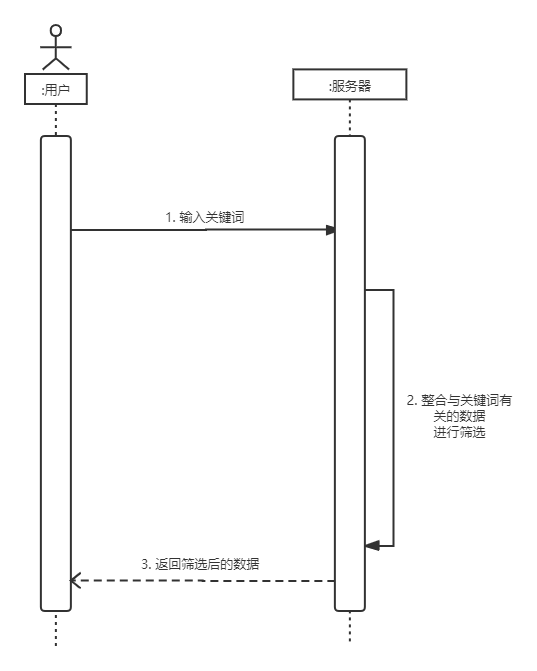 :用户
:服务器
1. 输入关键词
2. 整合与关键词有
关的数据
进行筛选
3. 返回筛选后的数据